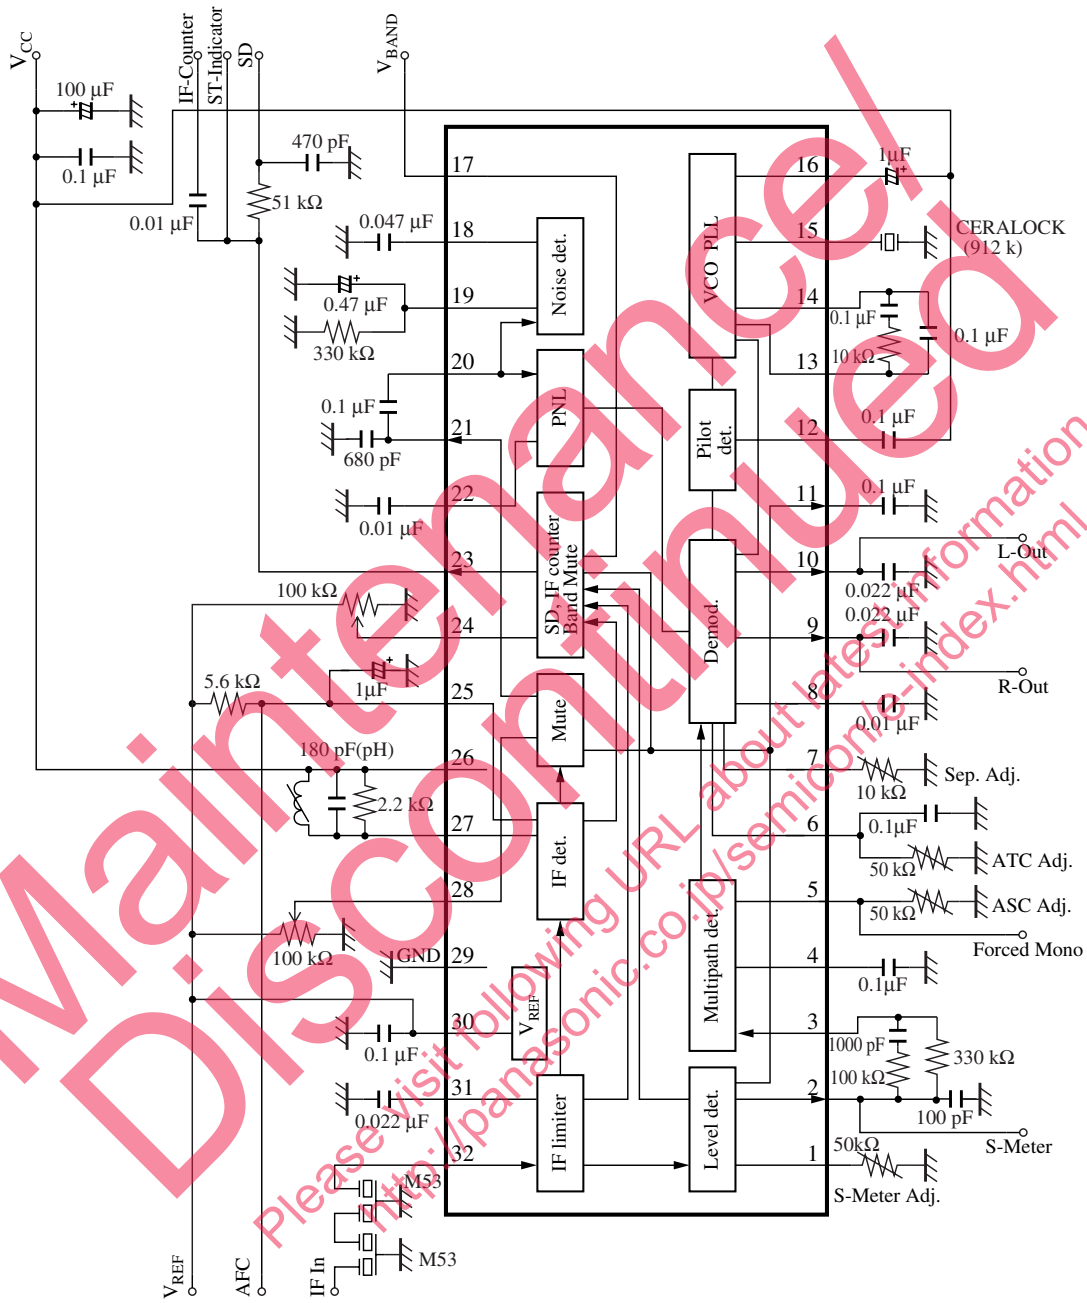 V_CC
IF-Counter
ST-Indicator
SD
V_BAND
100 µF
0.1 µF
0.01 µF
470 pF
51 kΩ
0.047 µF
0.47 µF
330 kΩ
0.1 µF
680 pF
0.01 µF
100 kΩ
5.6 kΩ
1µF
180 pF(pH)
2.2 kΩ
100 kΩ
GND
0.1 µF
0.022 µF
M53
M53
V_REF
AFC
IF In
17
18
19
20
21
22
23
24
25
26
27
28
29
30
31
32
Noise det.
PNL
SD, IF counter
Band Mute
Mute
IF det.
V_REF
IF limiter
VCO PLL
Pilot
det.
Demod.
Multipath det.
Level det.
16
15
14
13
12
11
10
9
8
7
6
5
4
3
2
1
1µF
CERALOCK
(912 k)
0.1 µF
10 kΩ
0.1 µF
0.1 µF
0.1 µF
L-Out
0.022 µF
0.022 µF
R-Out
0.01 µF
Sep. Adj.
10 kΩ
0.1µF
50 kΩ
ATC Adj.
50 kΩ
ASC Adj.
Forced Mono
0.1µF
1000 pF
100 kΩ
330 kΩ
100 pF
S-Meter
50kΩ
S-Meter Adj.
Maintenance/
Discontinued
Please visit following URL about latest information
http://panasonic.co.jp/semicon/e-index.html